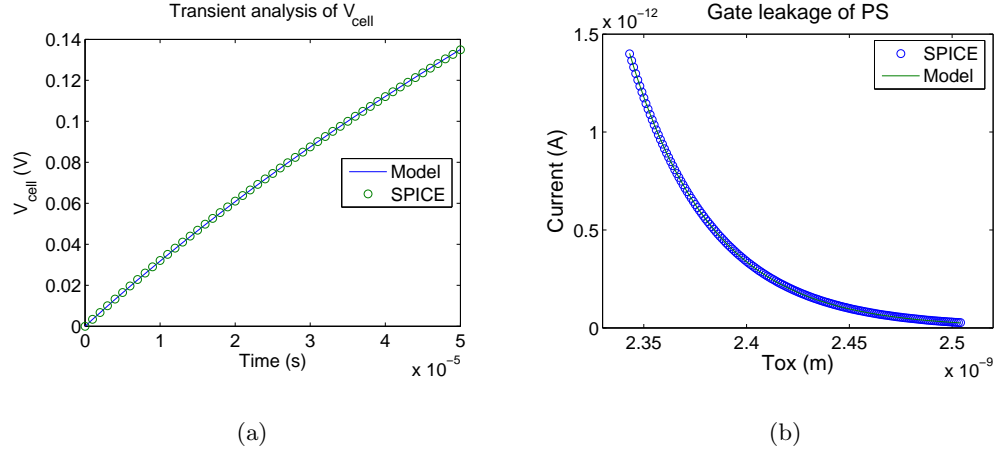 Transient analysis of V_cell
0.14
0.12
0.1
0.08
0.06
0.04
0.02
0
V_cell (V)
Model
SPICE
0 1 2 3 4 5
Time (s)
x 10^-5
(a)
x 10^-12
Gate leakage of PS
1.5
1
0.5
0
Current (A)
SPICE
Model
2.35 2.4 2.45 2.5
Tox (m)
x 10^-9
(b)